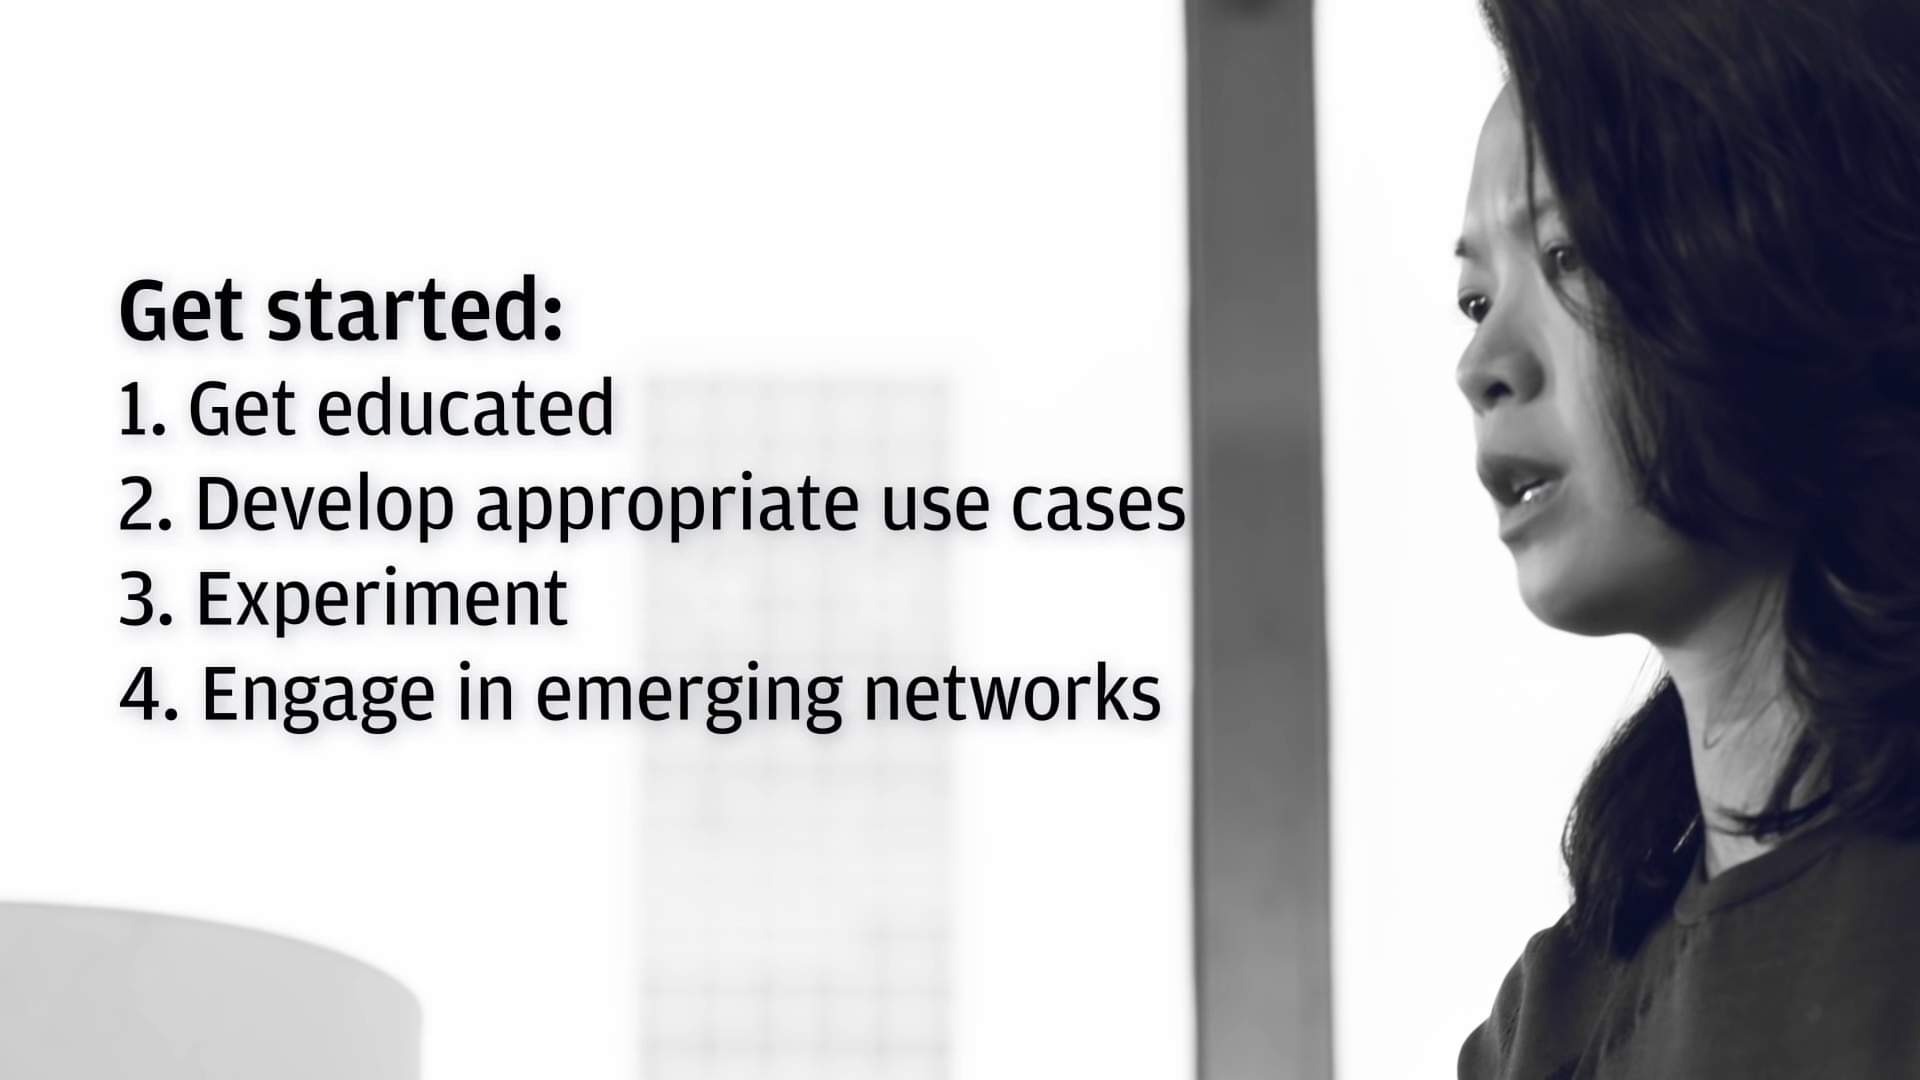 Get started:
1. Get educated
2. Develop appropriate use cases
3. Experiment
4. Engage in emerging networks